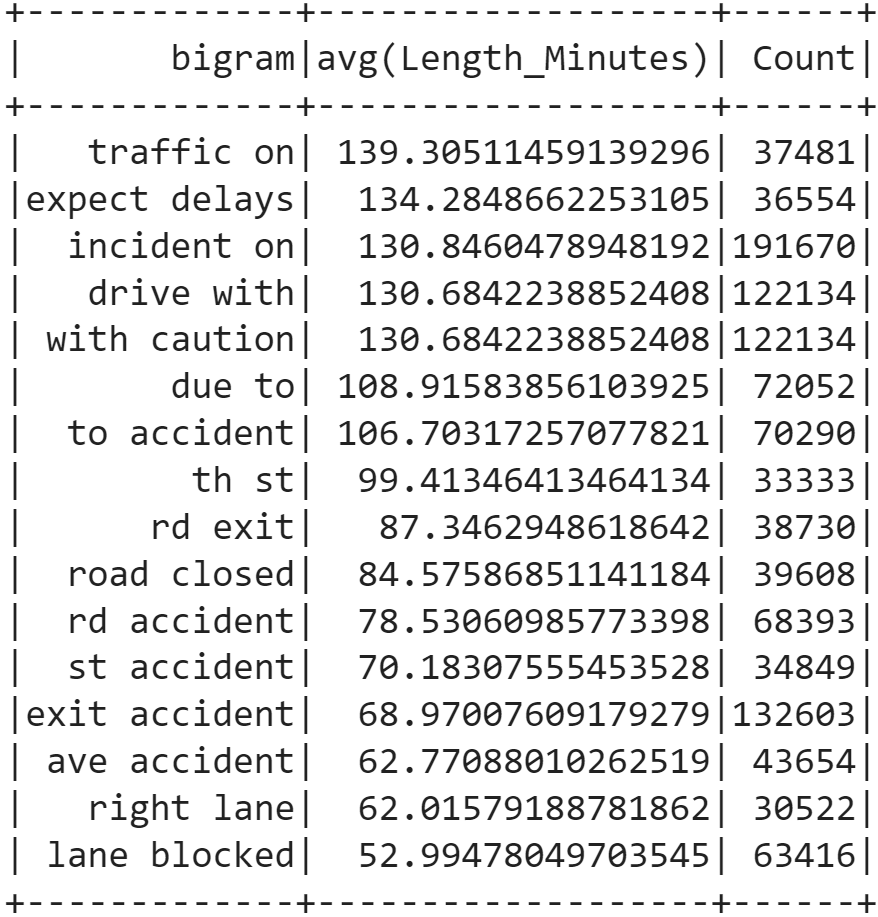 +-------------+-------------------+------+
|       bigram|avg(Length_Minutes)| Count|
+-------------+-------------------+------+
|   traffic on| 139.30511459139296| 37481|
|expect delays|  134.2848662253105| 36554|
|  incident on|  130.8460478948192|191670|
|   drive with|  130.6842238852408|122134|
| with caution|  130.6842238852408|122134|
|       due to| 108.91583856103925| 72052|
|  to accident| 106.70317257077821| 70290|
|        th st|  99.41346413464134| 33333|
|      rd exit|   87.3462948618642| 38730|
|  road closed|  84.57586851141184| 39608|
|  rd accident|  78.53060985773398| 68393|
|  st accident|  70.18307555453528| 34849|
|exit accident|  68.97007609179279|132603|
| ave accident|  62.77088010262519| 43654|
|   right lane|  62.01579188781862| 30522|
| lane blocked|  52.99478049703545| 63416|
+-------------+-------------------+------+